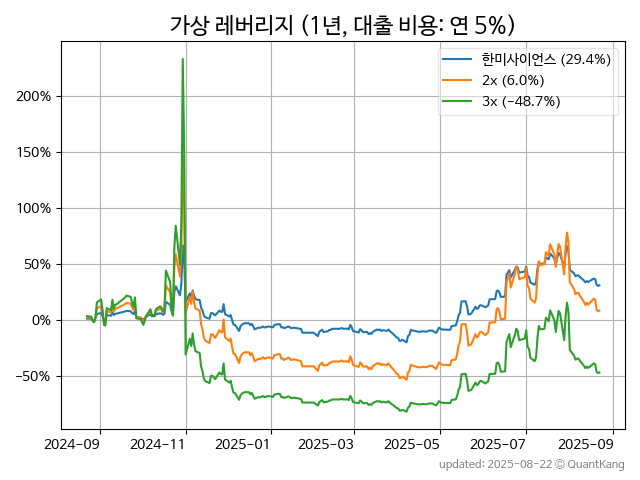 가상 레버리지 (1년, 대출 비용: 연 5%)
한미사이언스 (29.4%)
2x (6.0%)
3x (-48.7%)
200%
150%
100%
50%
0%
-50%
2024-09
2024-11
2025-01
2025-03
2025-05
2025-07
2025-09
updated: 2025-08-22 © QuantKang